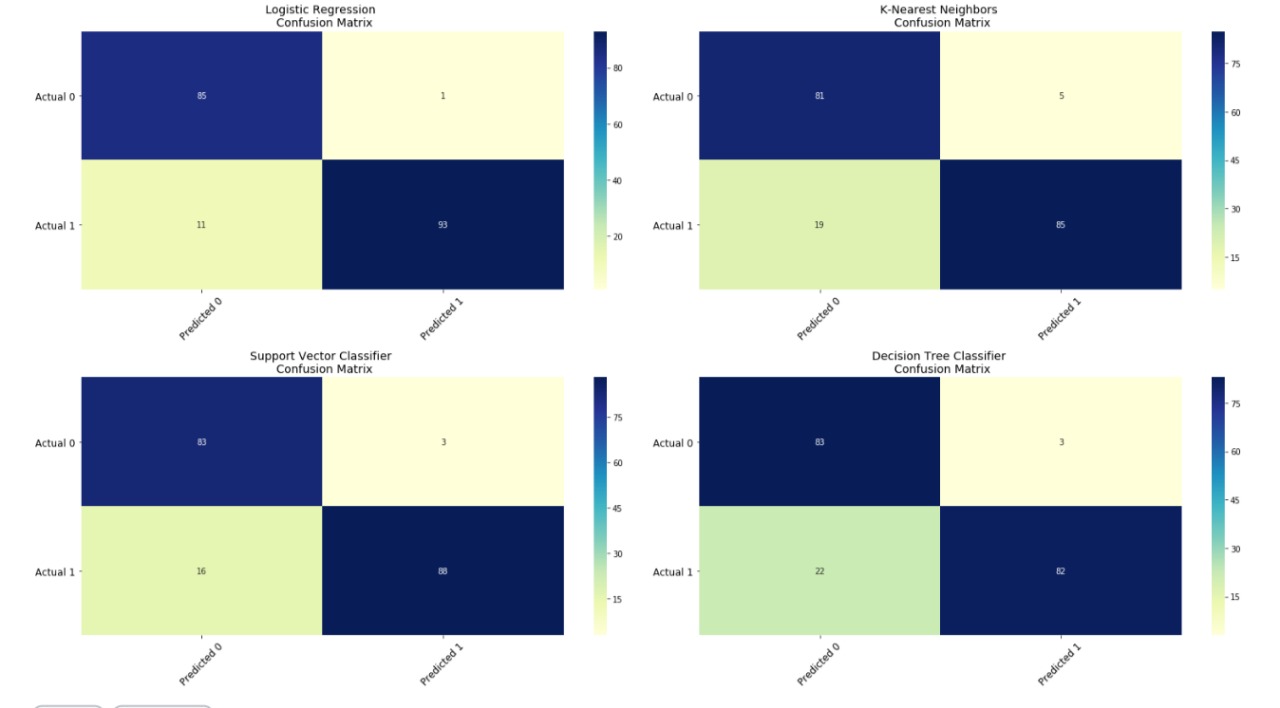 Logistic Regression
Confusion Matrix
Actual 0
85
1
80
60
40
20
Actual 1
11
93
Predicted 0
Predicted 1
K-Nearest Neighbors
Confusion Matrix
Actual 0
81
5
75
60
45
30
15
Actual 1
19
85
Predicted 0
Predicted 1
Support Vector Classifier
Confusion Matrix
Actual 0
83
3
75
60
45
30
15
Actual 1
16
88
Predicted 0
Predicted 1
Decision Tree Classifier
Confusion Matrix
Actual 0
83
3
75
60
45
30
15
Actual 1
22
82
Predicted 0
Predicted 1